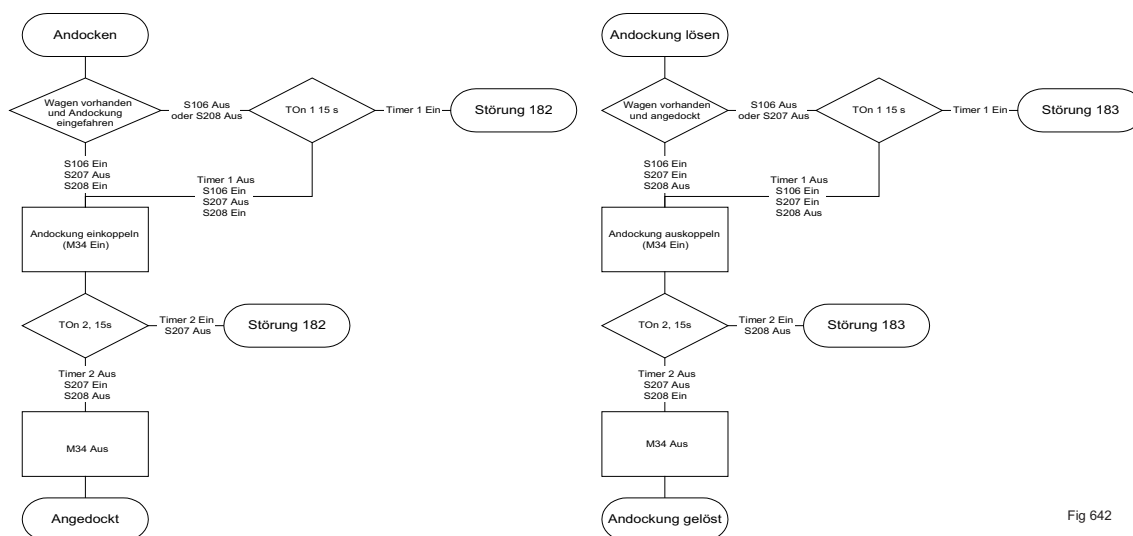 Andocken
Wagen vorhanden
und Andockung
eingefahren
S106 Aus
oder S208 Aus
TOn 1 15 s
Timer 1 Ein
Störung 182
S106 Ein
S207 Aus
S208 Ein
Timer 1 Aus
S106 Ein
S207 Aus
S208 Ein
Andockung einkoppeln
(M34 Ein)
TOn 2, 15s
Timer 2 Ein
S207 Aus
Störung 182
Timer 2 Aus
S207 Ein
S208 Aus
M34 Aus
Angedockt
Andockung lösen
Wagen vorhanden
und angedockt
S106 Aus
oder S207 Aus
TOn 1 15 s
Timer 1 Ein
Störung 183
S106 Ein
S207 Ein
S208 Aus
Timer 1 Aus
S106 Ein
S207 Ein
S208 Aus
Andockung auskoppeln
(M34 Ein)
TOn 2, 15s
Timer 2 Ein
S208 Aus
Störung 183
Timer 2 Aus
S207 Aus
S208 Ein
M34 Aus
Andockung gelöst
Fig 642